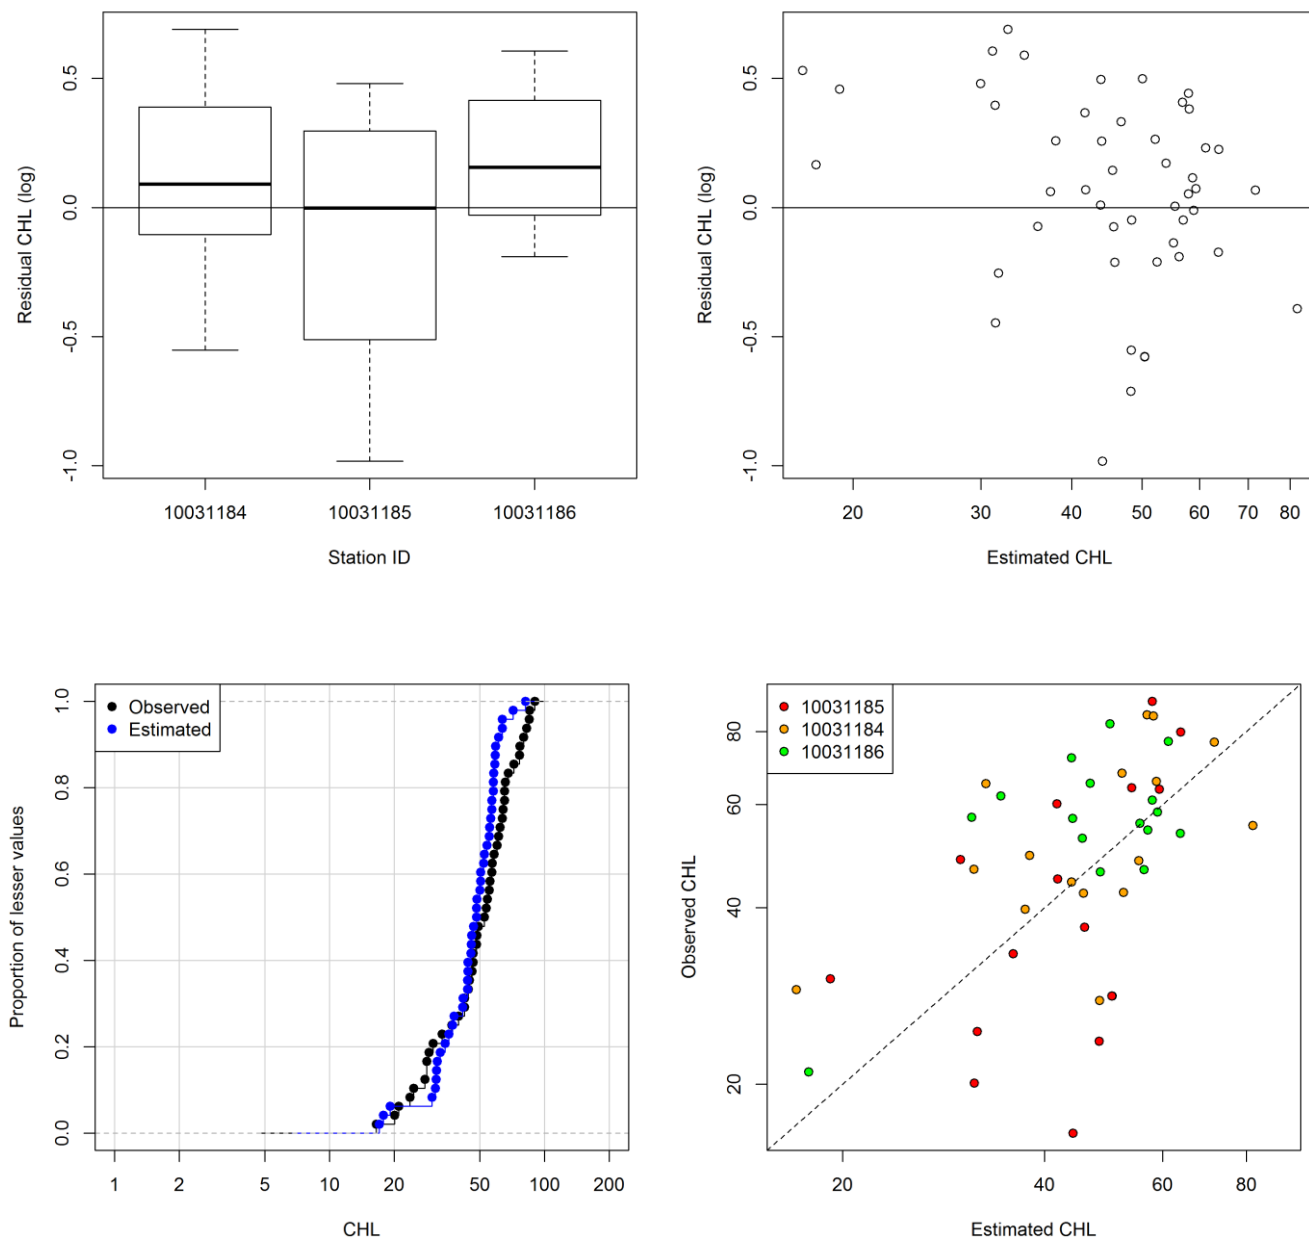 Residual CHL (log)
0.5
0.0
-0.5
-1.0
10031184 10031185 10031186
Station ID
Residual CHL (log)
0.5
0.0
-0.5
-1.0
20 30 40 50 60 70 80
Estimated CHL
Proportion of lesser values
1.0
0.8
0.6
0.4
0.2
0.0
Observed
Estimated
1 2 5 10 20 50 100 200
CHL
Observed CHL
80
60
40
20
10031185
10031184
10031186
20 40 60 80
Estimated CHL